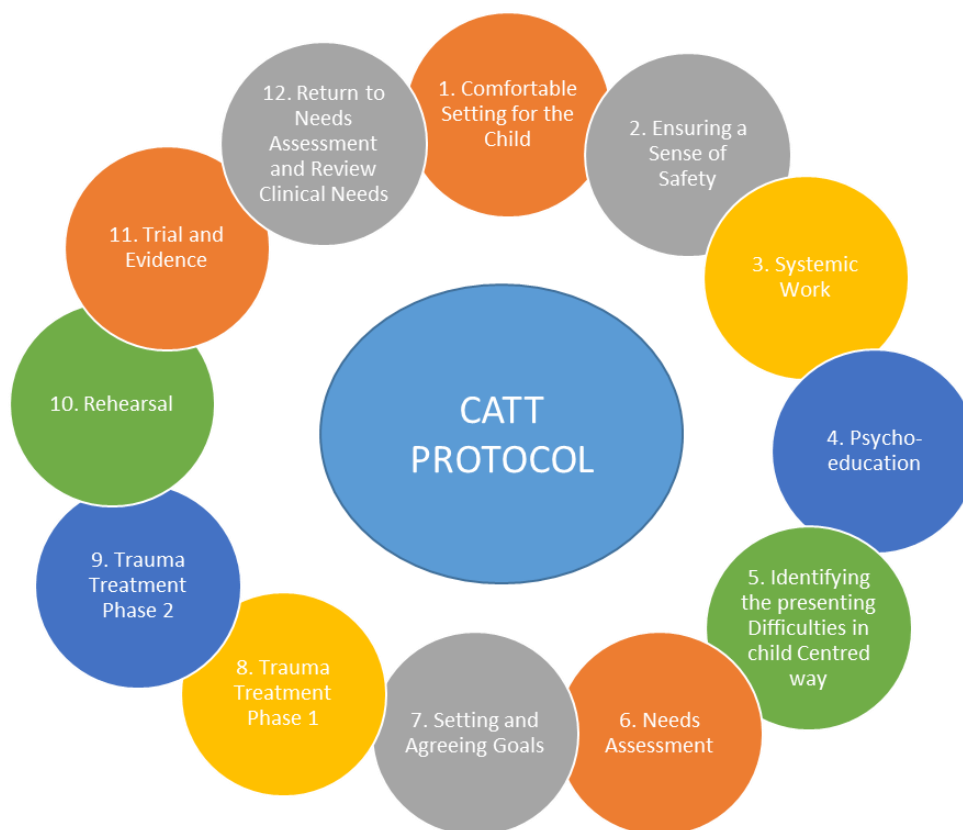 1. Comfortable
Setting for the
Child
2. Ensuring a
Sense of
Safety
3. Systemic
Work
4. Psycho-
education
5. Identifying
the presenting
Difficulties in
child Centred
way
6. Needs
Assessment
7. Setting and
Agreeing Goals
8. Trauma
Treatment
Phase 1
9. Trauma
Treatment
Phase 2
10. Rehearsal
11. Trial and
Evidence
12. Return to
Needs
Assessment
and Review
Clinical Needs
CATT
PROTOCOL